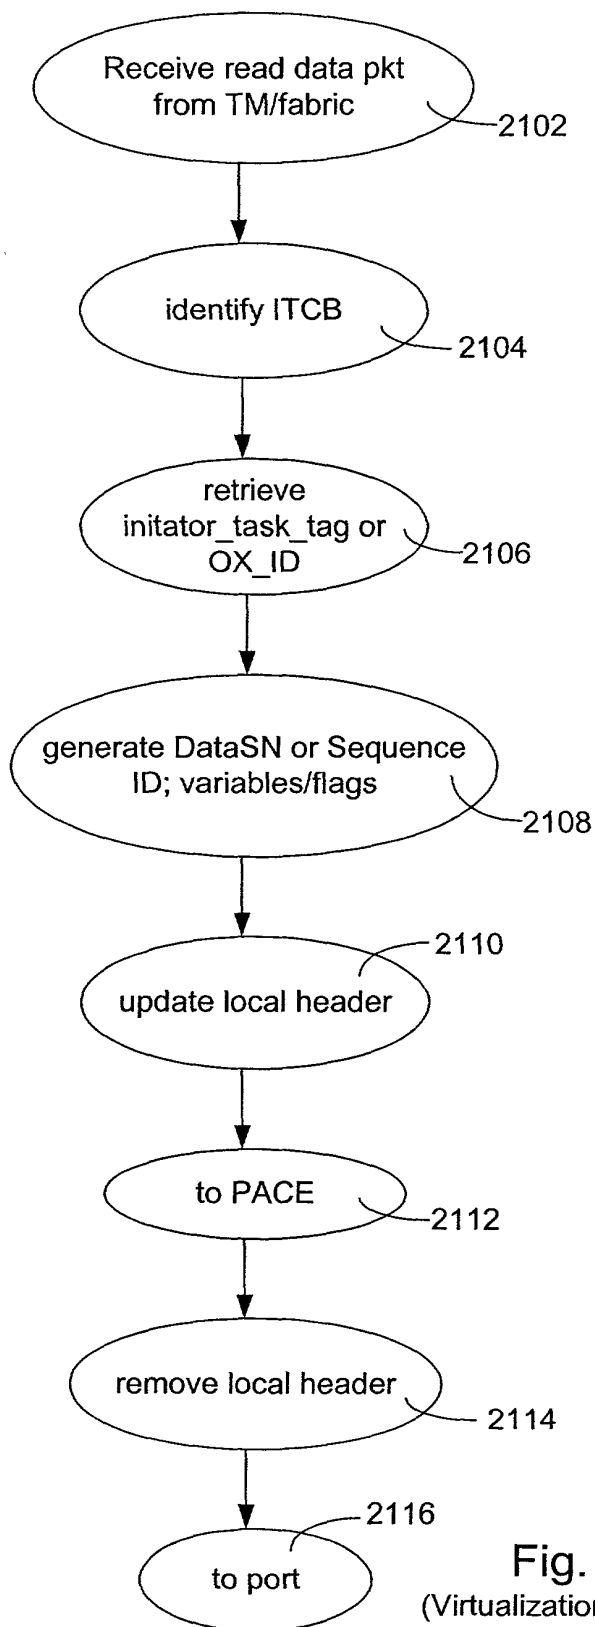 Receive read data pkt
from TM/fabric
2102
identify ITCB
2104
retrieve
initator_task_tag or
OX_ID
2106
generate DataSN or Sequence
ID; variables/flags
2108
2110
update local header
to PACE
2112
remove local header
2114
2116
to port
Fig.
(Virtualization